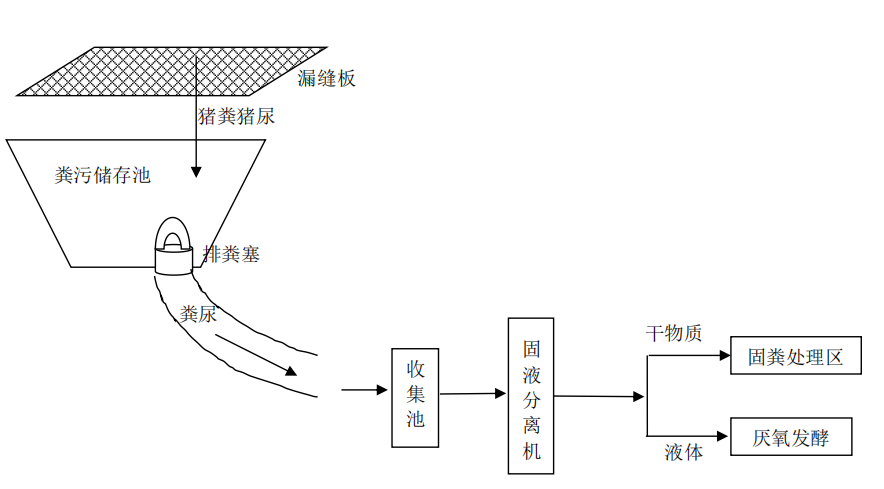 漏缝板
猪粪猪尿
粪污储存池
排粪塞
粪尿
收集池
固液分离机
干物质
固粪处理区
液体
厌氧发酵